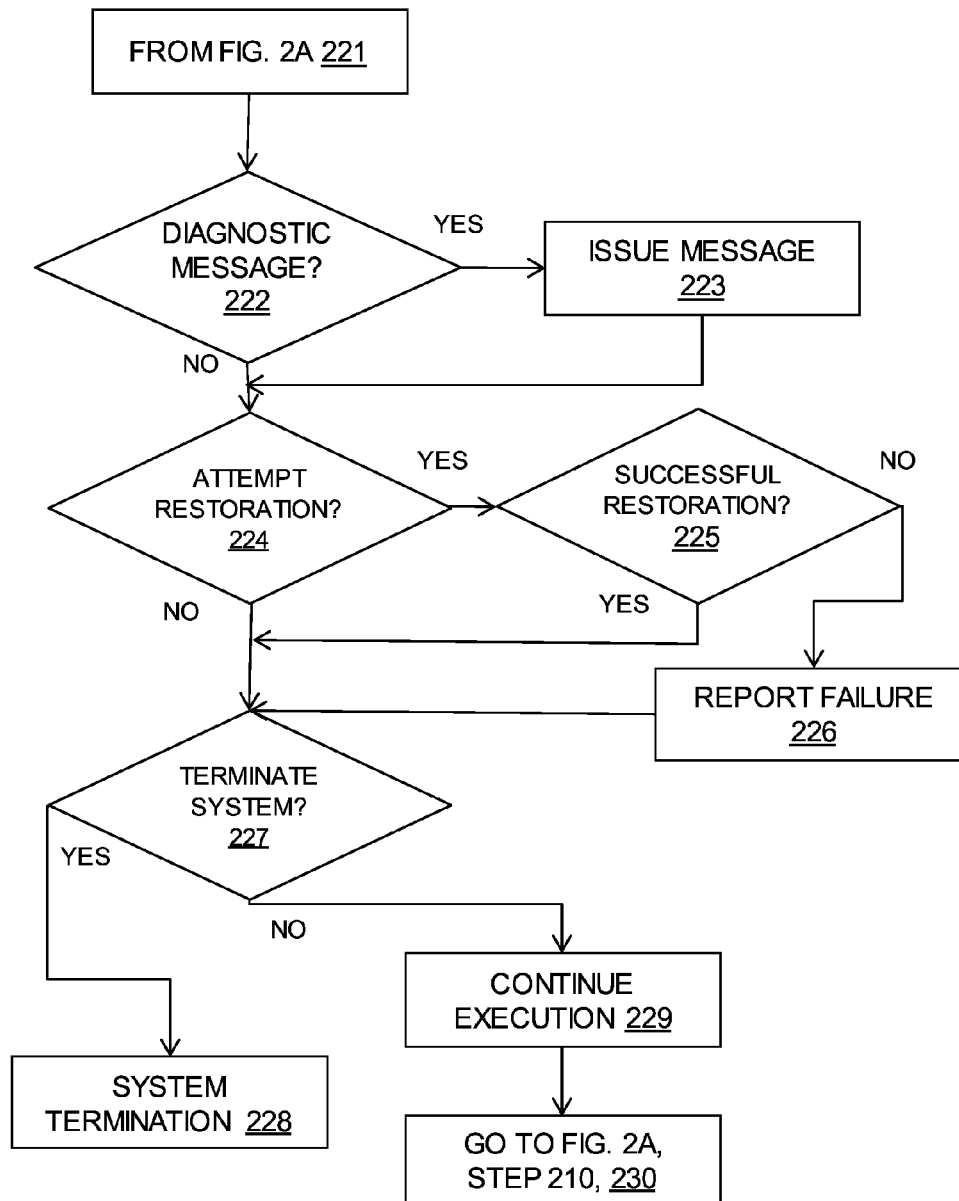 FROM FIG. 2A 221
DIAGNOSTIC
MESSAGE?
222
YES
ISSUE MESSAGE
223
NO
ATTEMPT
RESTORATION?
224
YES
SUCCESSFUL
RESTORATION?
225
NO
NO
YES
REPORT FAILURE
226
TERMINATE
SYSTEM?
227
YES
NO
CONTINUE
EXECUTION 229
SYSTEM
TERMINATION 228
GO TO FIG. 2A,
STEP 210, 230